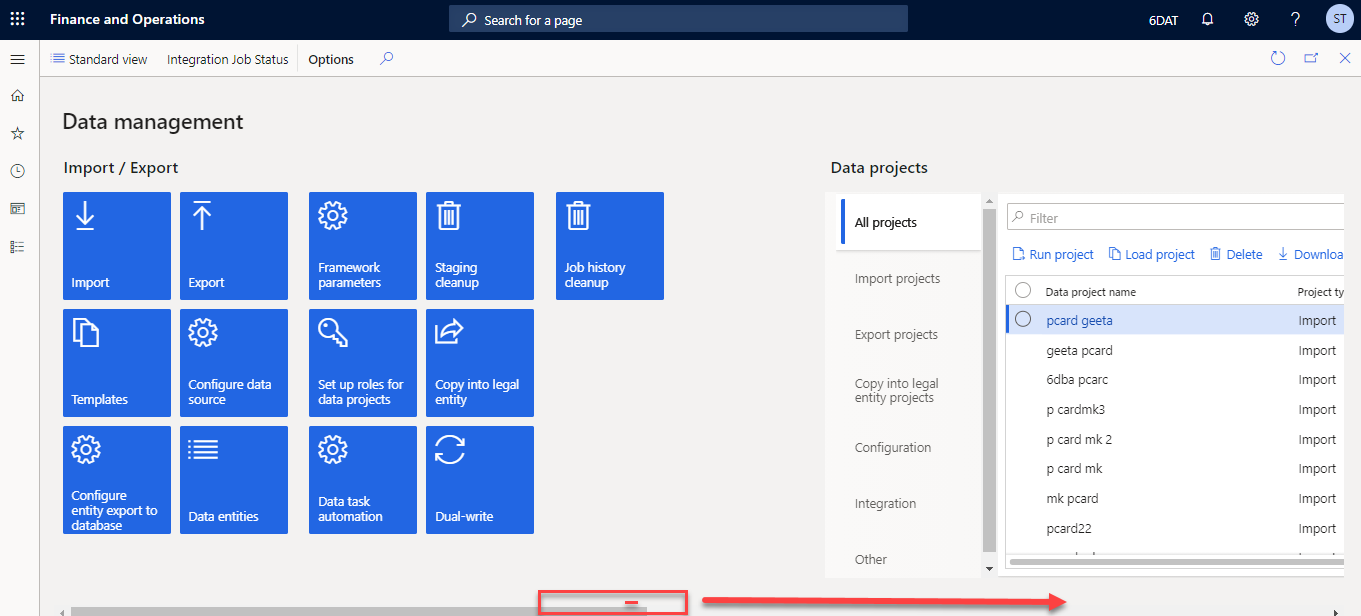 Finance and Operations
Search for a page
6DAT
ST
Standard view
Integration Job Status
Options
Data management
Import / Export
Import
Export
Framework
parameters
Staging
cleanup
Job history
cleanup
Templates
Configure data
source
Set up roles for
data projects
Copy into legal
entity
Configure
entity export to
database
Data entities
Data task
automation
Dual-write
Data projects
All projects
Import projects
Export projects
Copy into legal
entity projects
Configuration
Integration
Other
Filter
Run project
Load project
Delete
Downloa
Data project name
Project ty
pcard geeta
Import
geeta pcard
Import
6dba pcarc
Import
p cardmk3
Import
p card mk 2
Import
p card mk
Import
mk pcard
Import
pcard22
Import